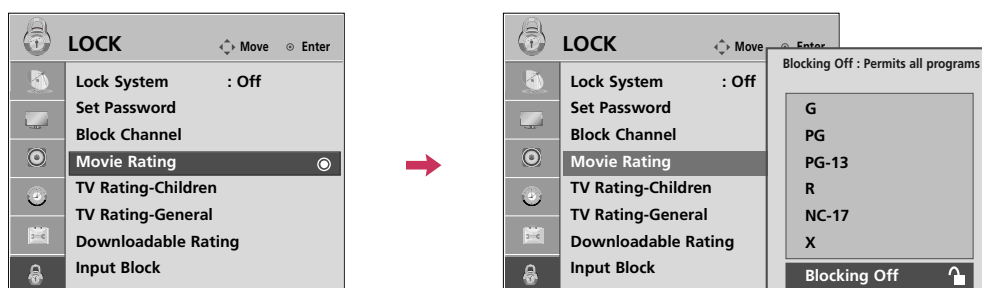 LOCK
Move
Enter
Lock System : Off
Set Password
Block Channel
Movie Rating
TV Rating-Children
TV Rating-General
Downloadable Rating
Input Block
LOCK
Move
Enter
Lock System : Off
Set Password
Block Channel
Movie Rating
TV Rating-Children
TV Rating-General
Downloadable Rating
Input Block
Blocking Off : Permits all programs
G
PG
PG-13
R
NC-17
X
Blocking Off